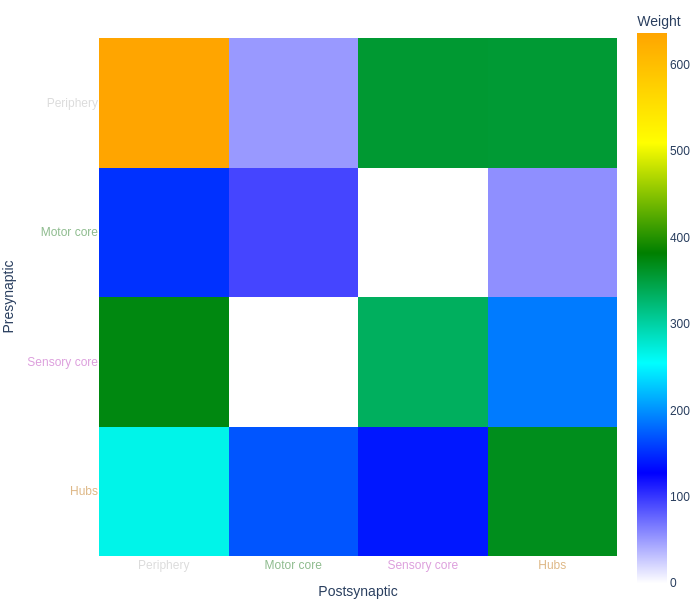 Weight
600
500
400
300
200
100
0
Presynaptic
Periphery
Motor core
Sensory core
Hubs
Periphery Motor core Sensory core Hubs
Postsynaptic